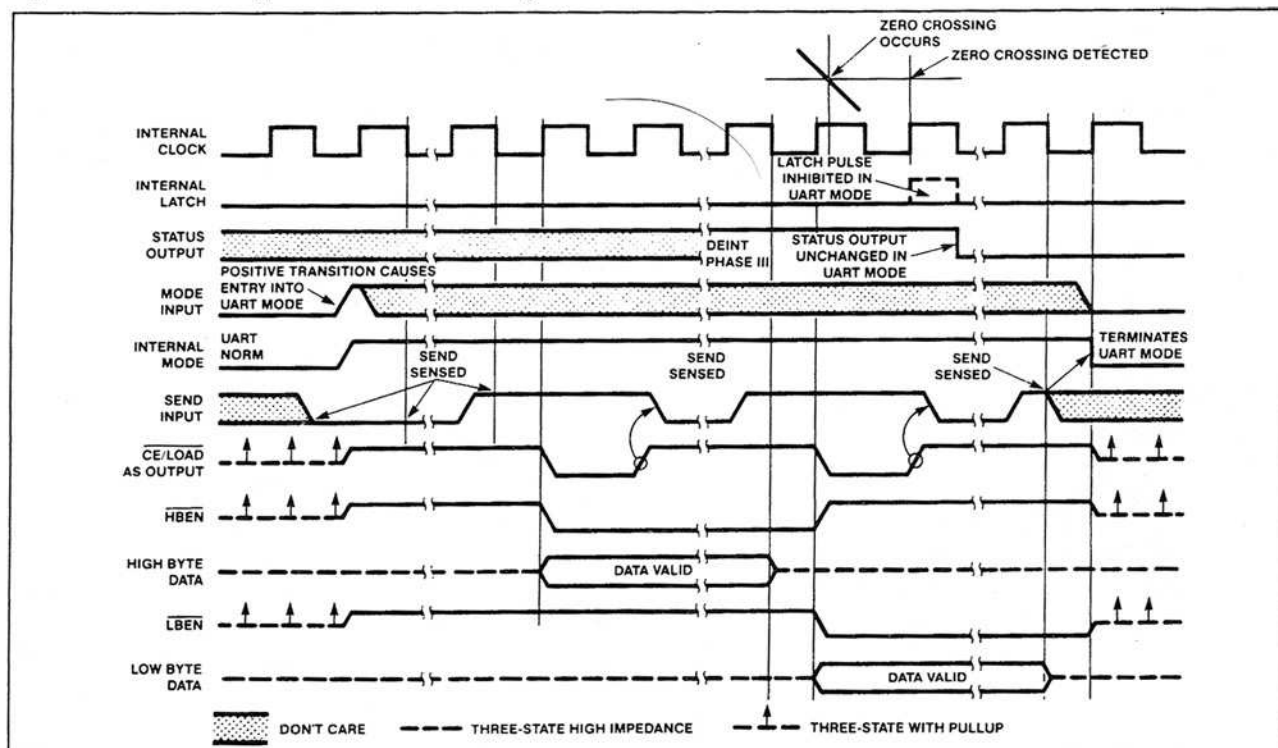 ZERO CROSSING
OCCURS
ZERO CROSSING DETECTED
INTERNAL
CLOCK
LATCH PULSE
INHIBITED IN
UART MODE
INTERNAL
LATCH
STATUS
OUTPUT
DEINT
PHASE III
STATUS OUTPUT
UNCHANGED IN
UART MODE
POSITIVE TRANSITION CAUSES
ENTRY INTO
UART MODE
MODE
INPUT
INTERNAL
MODE
UART
NORM
SEND
SENSED
SEND
SENSED
SEND
SENSED
TERMINATES
UART MODE
SEND
INPUT
CE/LOAD
AS OUTPUT
HBEN
HIGH BYTE
DATA
DATA VALID
LBEN
LOW BYTE
DATA
DATA VALID
DON'T CARE
THREE-STATE HIGH IMPEDANCE
THREE-STATE WITH PULLUP